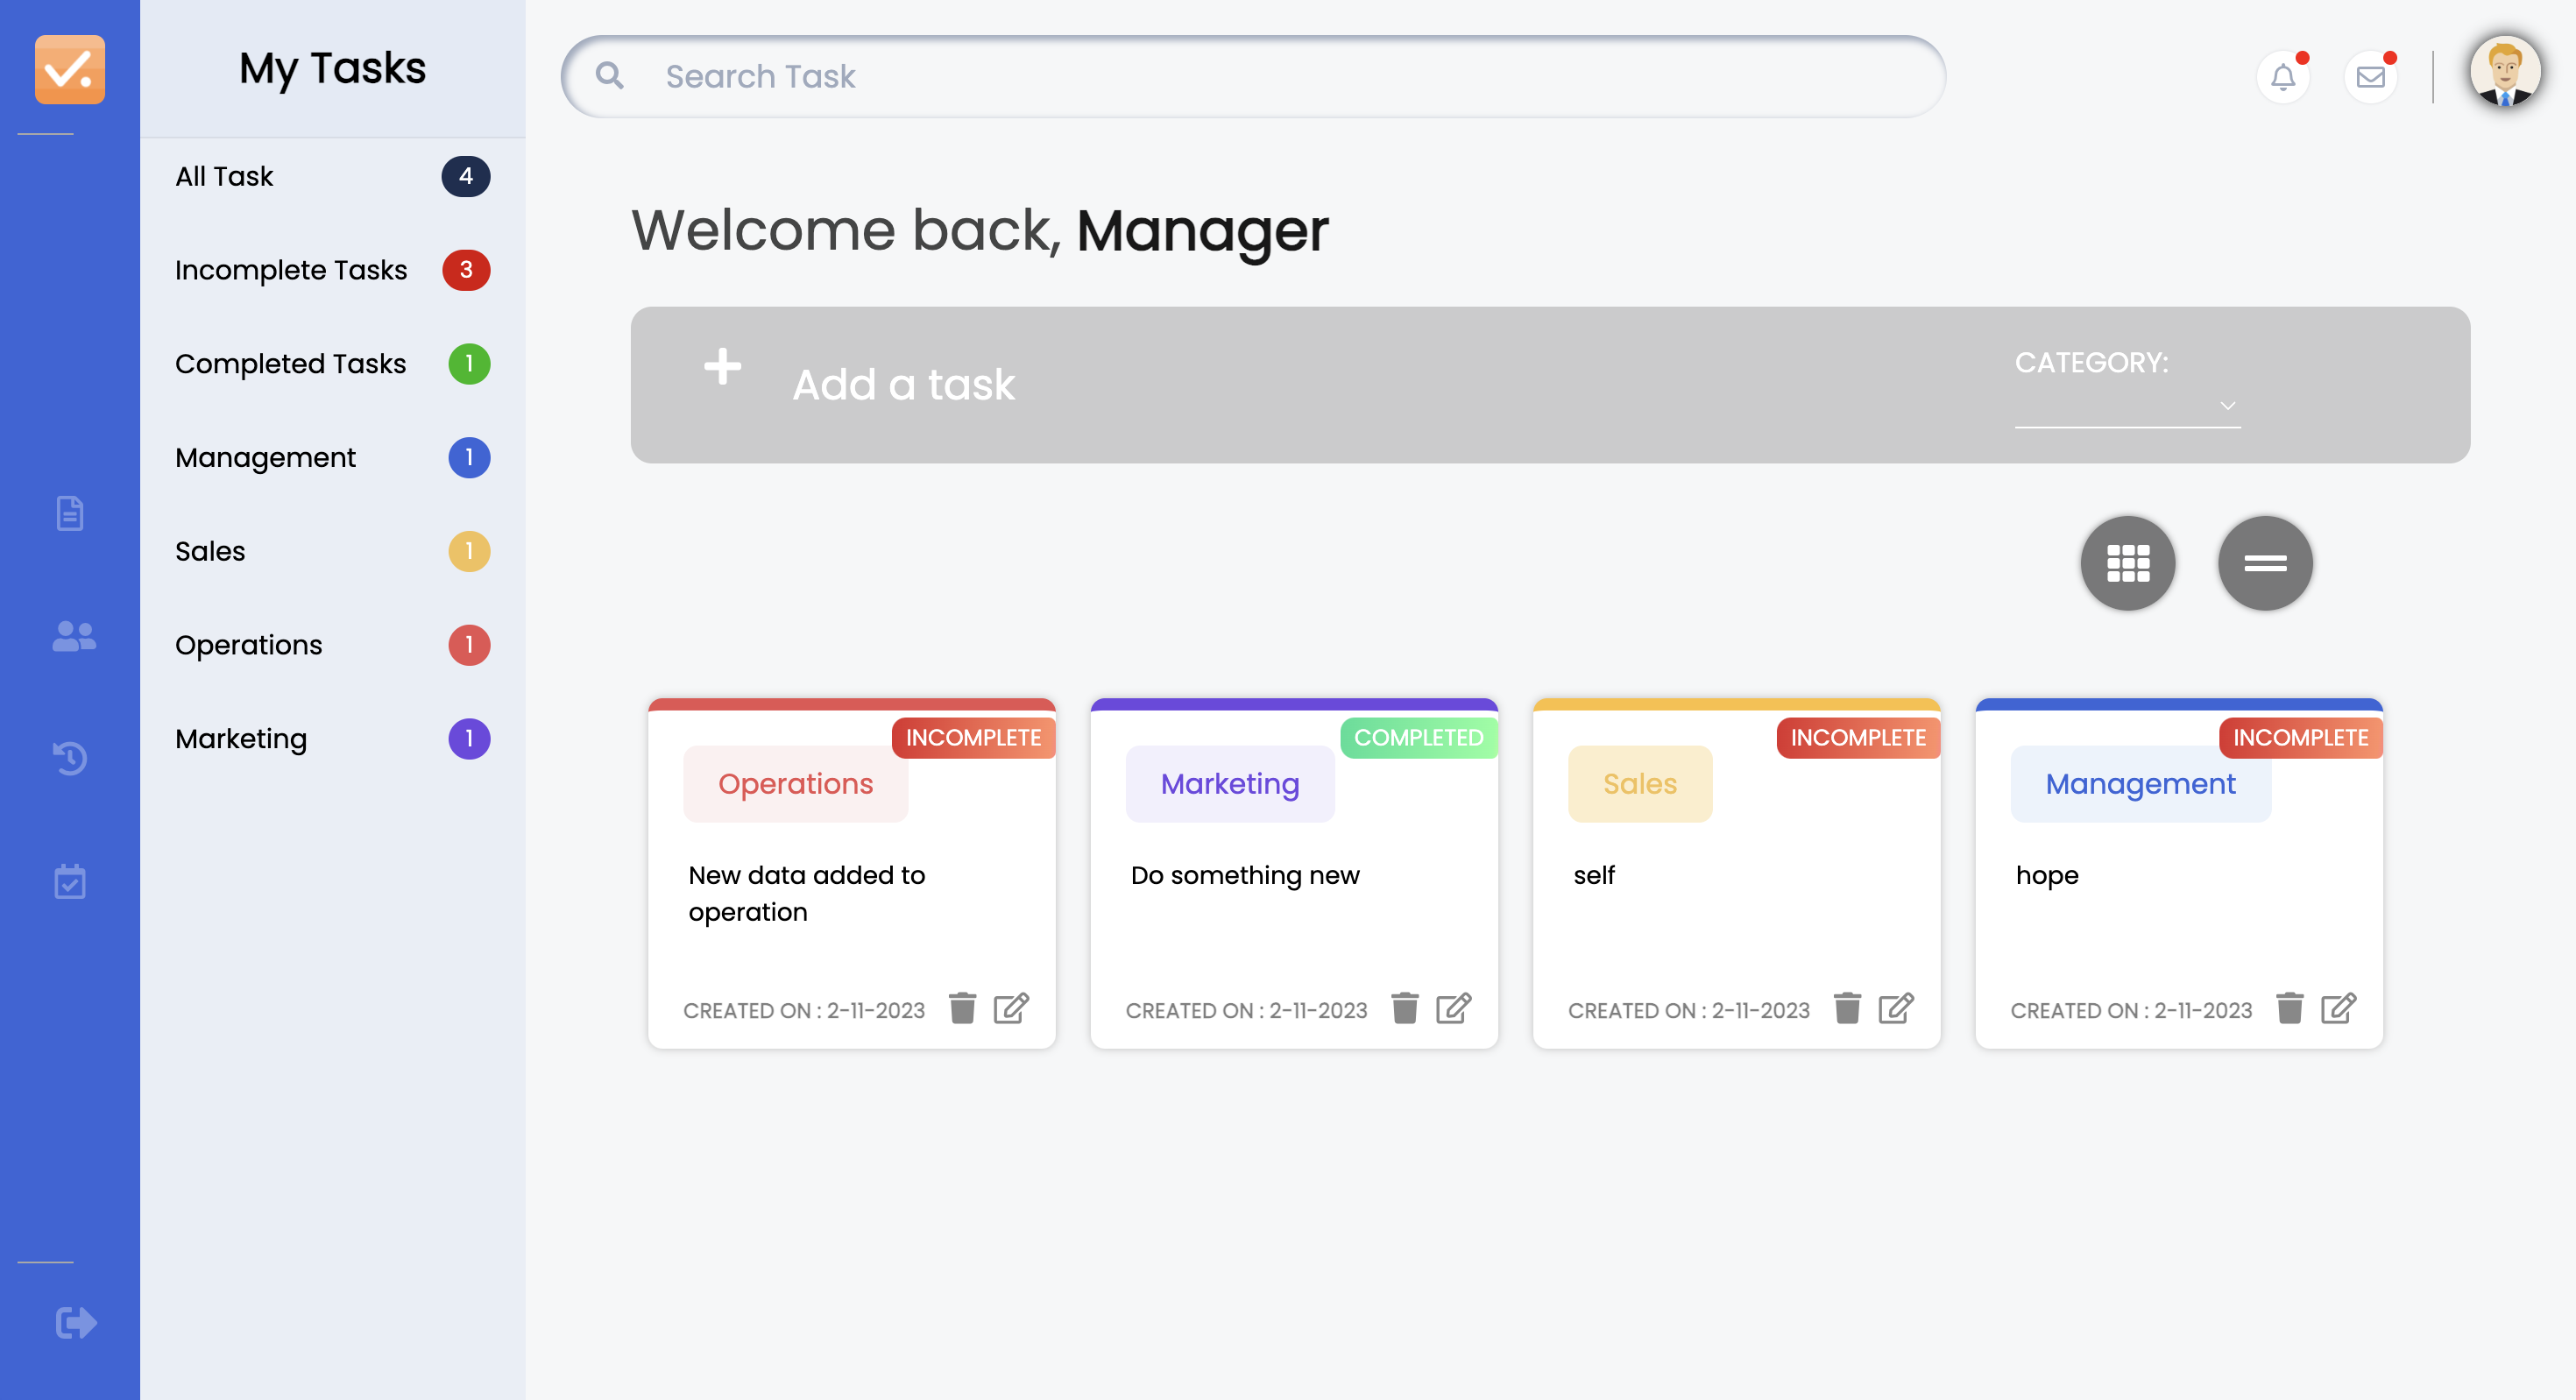 My Tasks
All Task 4
Incomplete Tasks 3
Completed Tasks 1
Management 1
Sales 1
Operations 1
Marketing 1
Search Task
Welcome back, Manager
Add a task
CATEGORY:
INCOMPLETE
Operations
New data added to
operation
CREATED ON : 2-11-2023
COMPLETED
Marketing
Do something new
CREATED ON : 2-11-2023
INCOMPLETE
Sales
self
CREATED ON : 2-11-2023
INCOMPLETE
Management
hope
CREATED ON : 2-11-2023